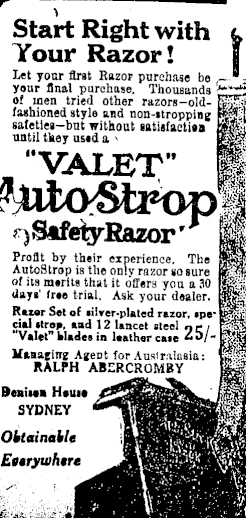 Start Right with
Your Razor!
Let your first Razor purchase be
your final purchase. Thousands
of men tried other razors—old-
fashioned style and non-stropping
safeties—but without satisfaction
until they used a
"VALET"
AutoStrop
Safety Razor
Profit by their experience. The
AutoStrop is the only razor so sure
of its merits that it offers you a 30
days' free trial. Ask your dealer.
Razor Set of silver-plated razor, spe-
cial strop, and 12 lancet steel
"Valet" blades in leather case 25/-
Managing Agent for Australasia:
RALPH ABERCROMBY
Denison House
SYDNEY
Obtainable
Everywhere